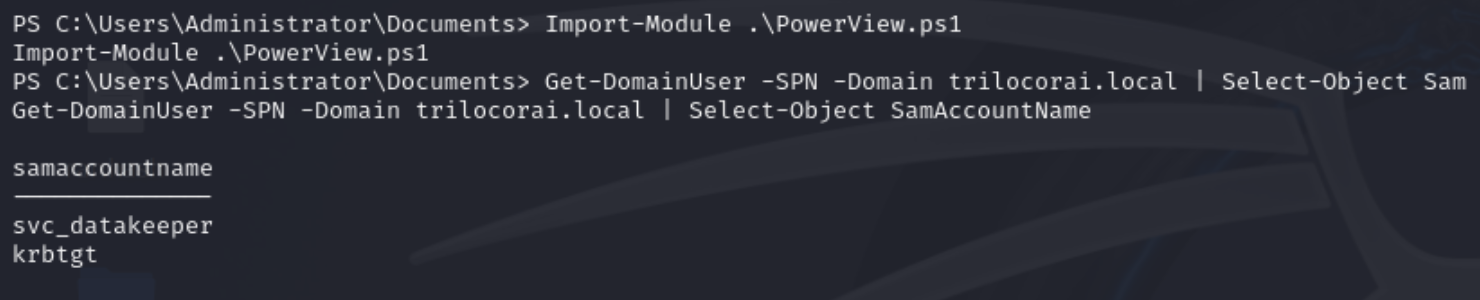 PS C:\Users\Administrator\Documents> Import-Module .\PowerView.ps1
Import-Module .\PowerView.ps1
PS C:\Users\Administrator\Documents> Get-DomainUser -SPN -Domain trilocorai.local | Select-Object Sam
Get-DomainUser -SPN -Domain trilocorai.local | Select-Object SamAccountName
samaccountname
--------------
svc_datakeeper
krbtgt